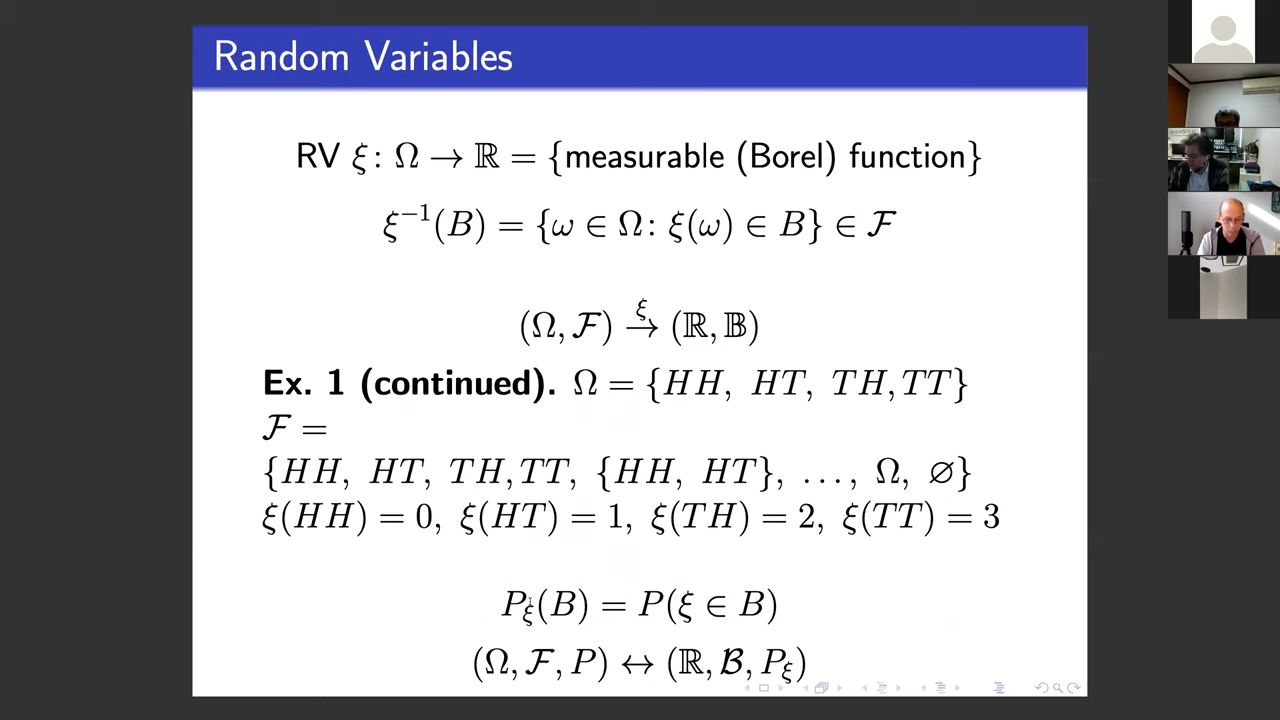 Random Variables
RV ξ: Ω → ℝ = {measurable (Borel) function}
ξ⁻¹(B) = {ω ∈ Ω: ξ(ω) ∈ B} ∈ ℱ
(Ω, ℱ) →^ξ (ℝ, 𝔹)
Ex. 1 (continued). Ω = {HH, HT, TH, TT}
ℱ =
{HH, HT, TH, TT, {HH, HT}, …, Ω, ∅}
ξ(HH) = 0, ξ(HT) = 1, ξ(TH) = 2, ξ(TT) = 3
P_ξ(B) = P(ξ ∈ B)
(Ω, ℱ, P) ↔ (ℝ, ℬ, P_ξ)